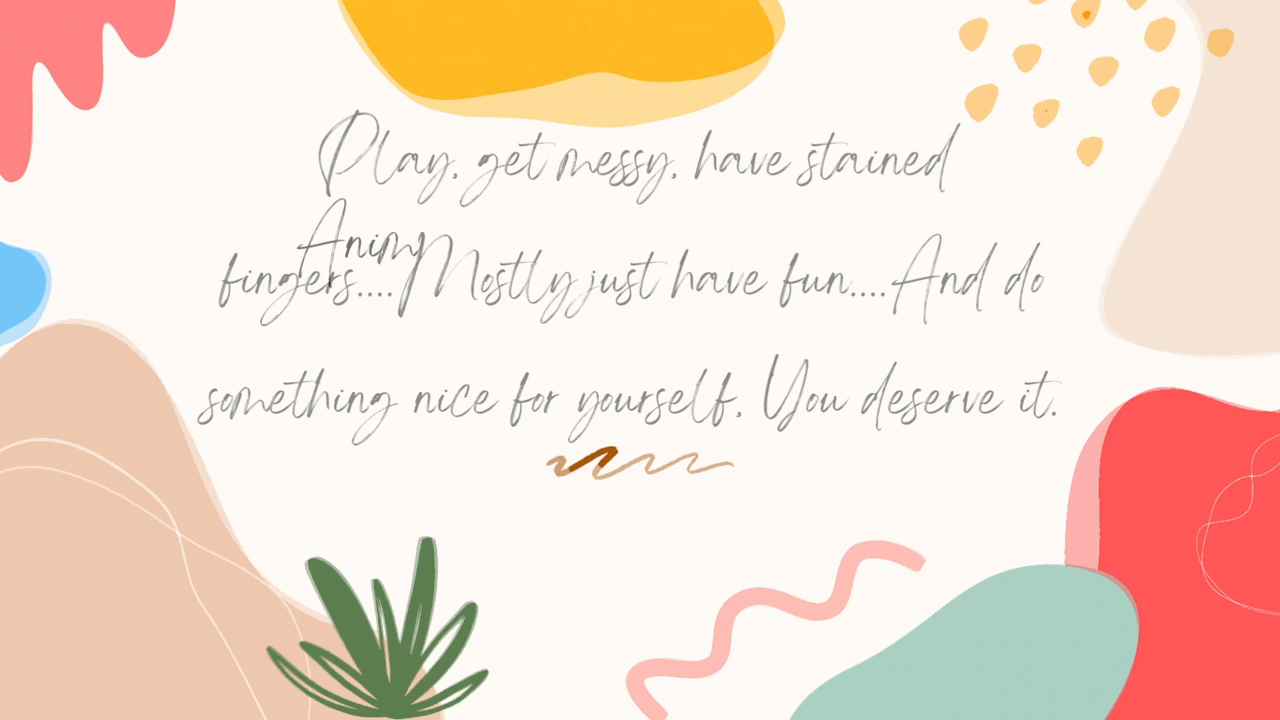 Play, get messy, have stained
Anim
fingers....Mostly just have fun....And do
something nice for yourself. You deserve it.